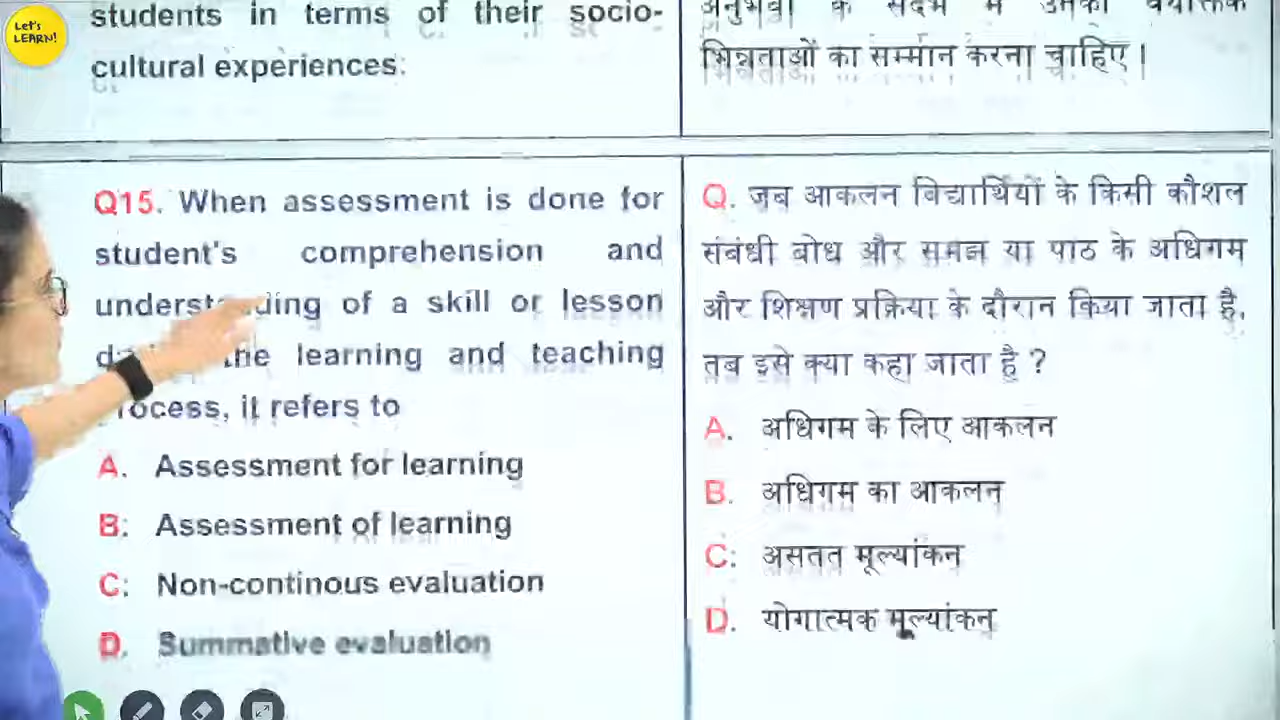 Let's
LEARN!
students in terms of their socio-
cultural experiences.
भिन्नताओं का सम्मान करना चाहिए।
Q15. When assessment is done for
student's comprehension and
understanding of a skill or lesson
the learning and teaching
process, it refers to
A. Assessment for learning
B. Assessment of learning
C. Non-continous evaluation
D. Summative evaluation
Q. जब आकलन विद्यार्थियों के किसी कौशल
संबंधी बोध और समझ या पाठ के अधिगम
और शिक्षण प्रक्रिया के दौरान किया जाता है,
तब इसे क्या कहा जाता है ?
A. अधिगम के लिए आकलन
B. अधिगम का आकलन
C. असतत मूल्यांकन
D. योगात्मक मूल्यांकन